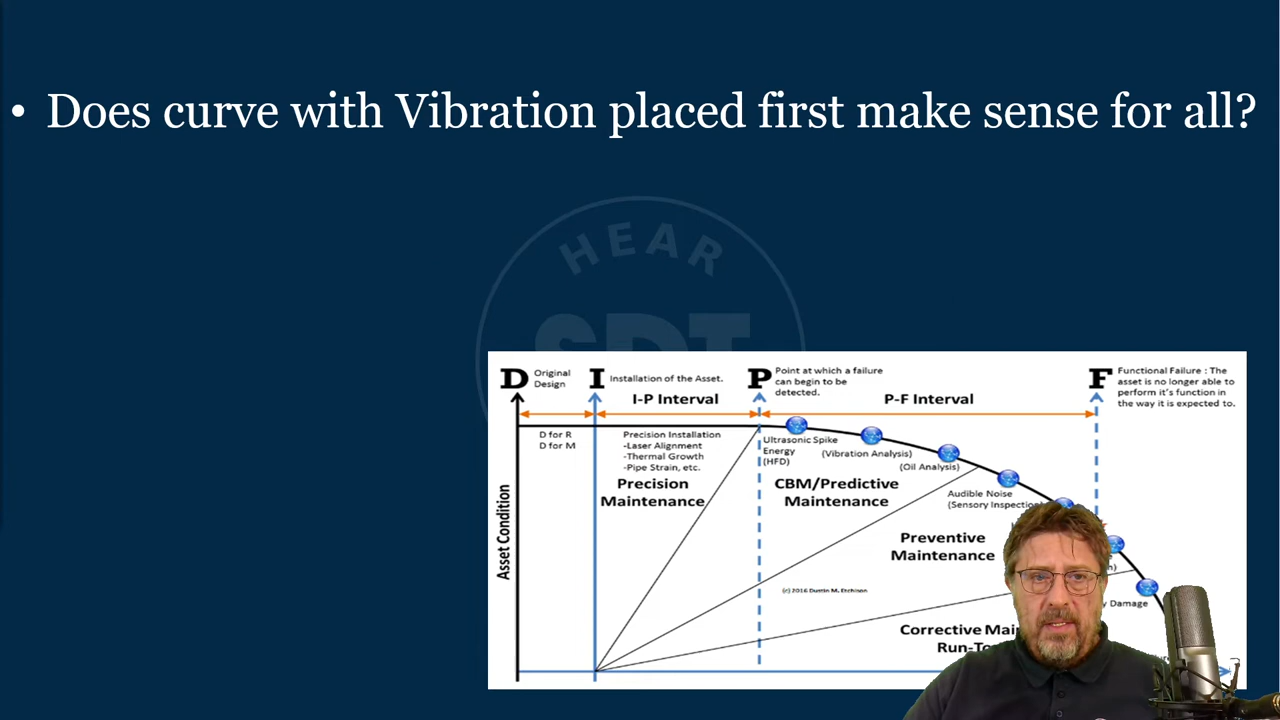 • Does curve with Vibration placed first make sense for all?
HEAR
SDT
D Original Design
I Installation of the Asset.
P Point at which a failure can begin to be detected.
F Functional Failure : The asset is no longer able to perform it's function in the way it is expected to.
I-P Interval
P-F Interval
D for R
D for M
Precision Installation
-Laser Alignment
-Thermal Growth
-Pipe Strain, etc.
Precision
Maintenance
Ultrasonic Spike
Energy
(HFD)
(Vibration Analysis)
(Oil Analysis)
CBM/Predictive
Maintenance
Audible Noise
(Sensory Inspection)
Preventive
Maintenance
Asset Condition
(c) 2016 Dustin M. Etchison
Damage
Corrective